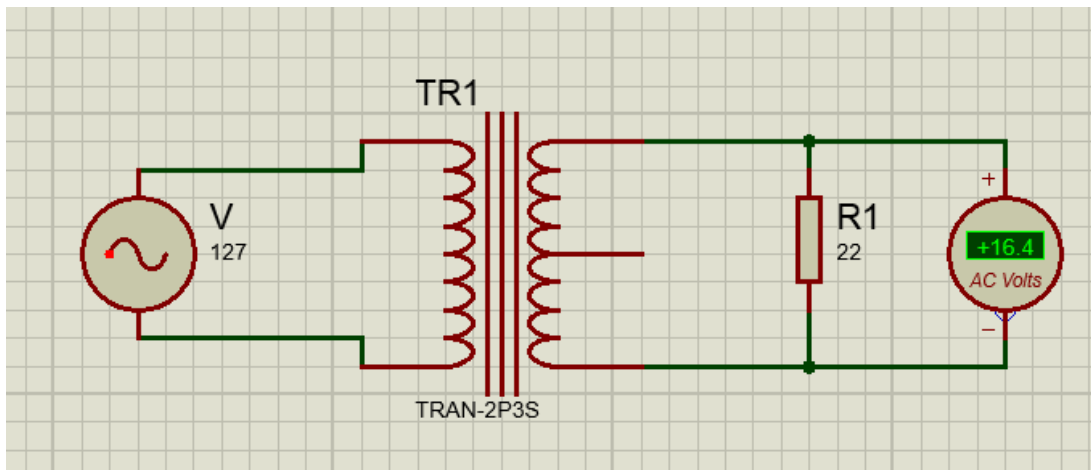 TR1
V
127
R1
22
+
+16.4
AC Volts
−
TRAN-2P3S